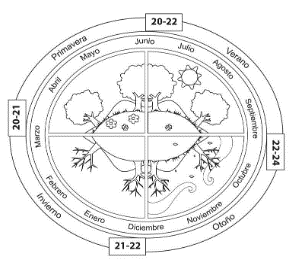 20-22
Primavera
Verano
Junio
Mayo
Julio
Abril
Agosto
20-21
Marzo
Septiembre
22-24
Febrero
Octubre
Invierno
Enero
Noviembre
Otoño
Diciembre
21-22